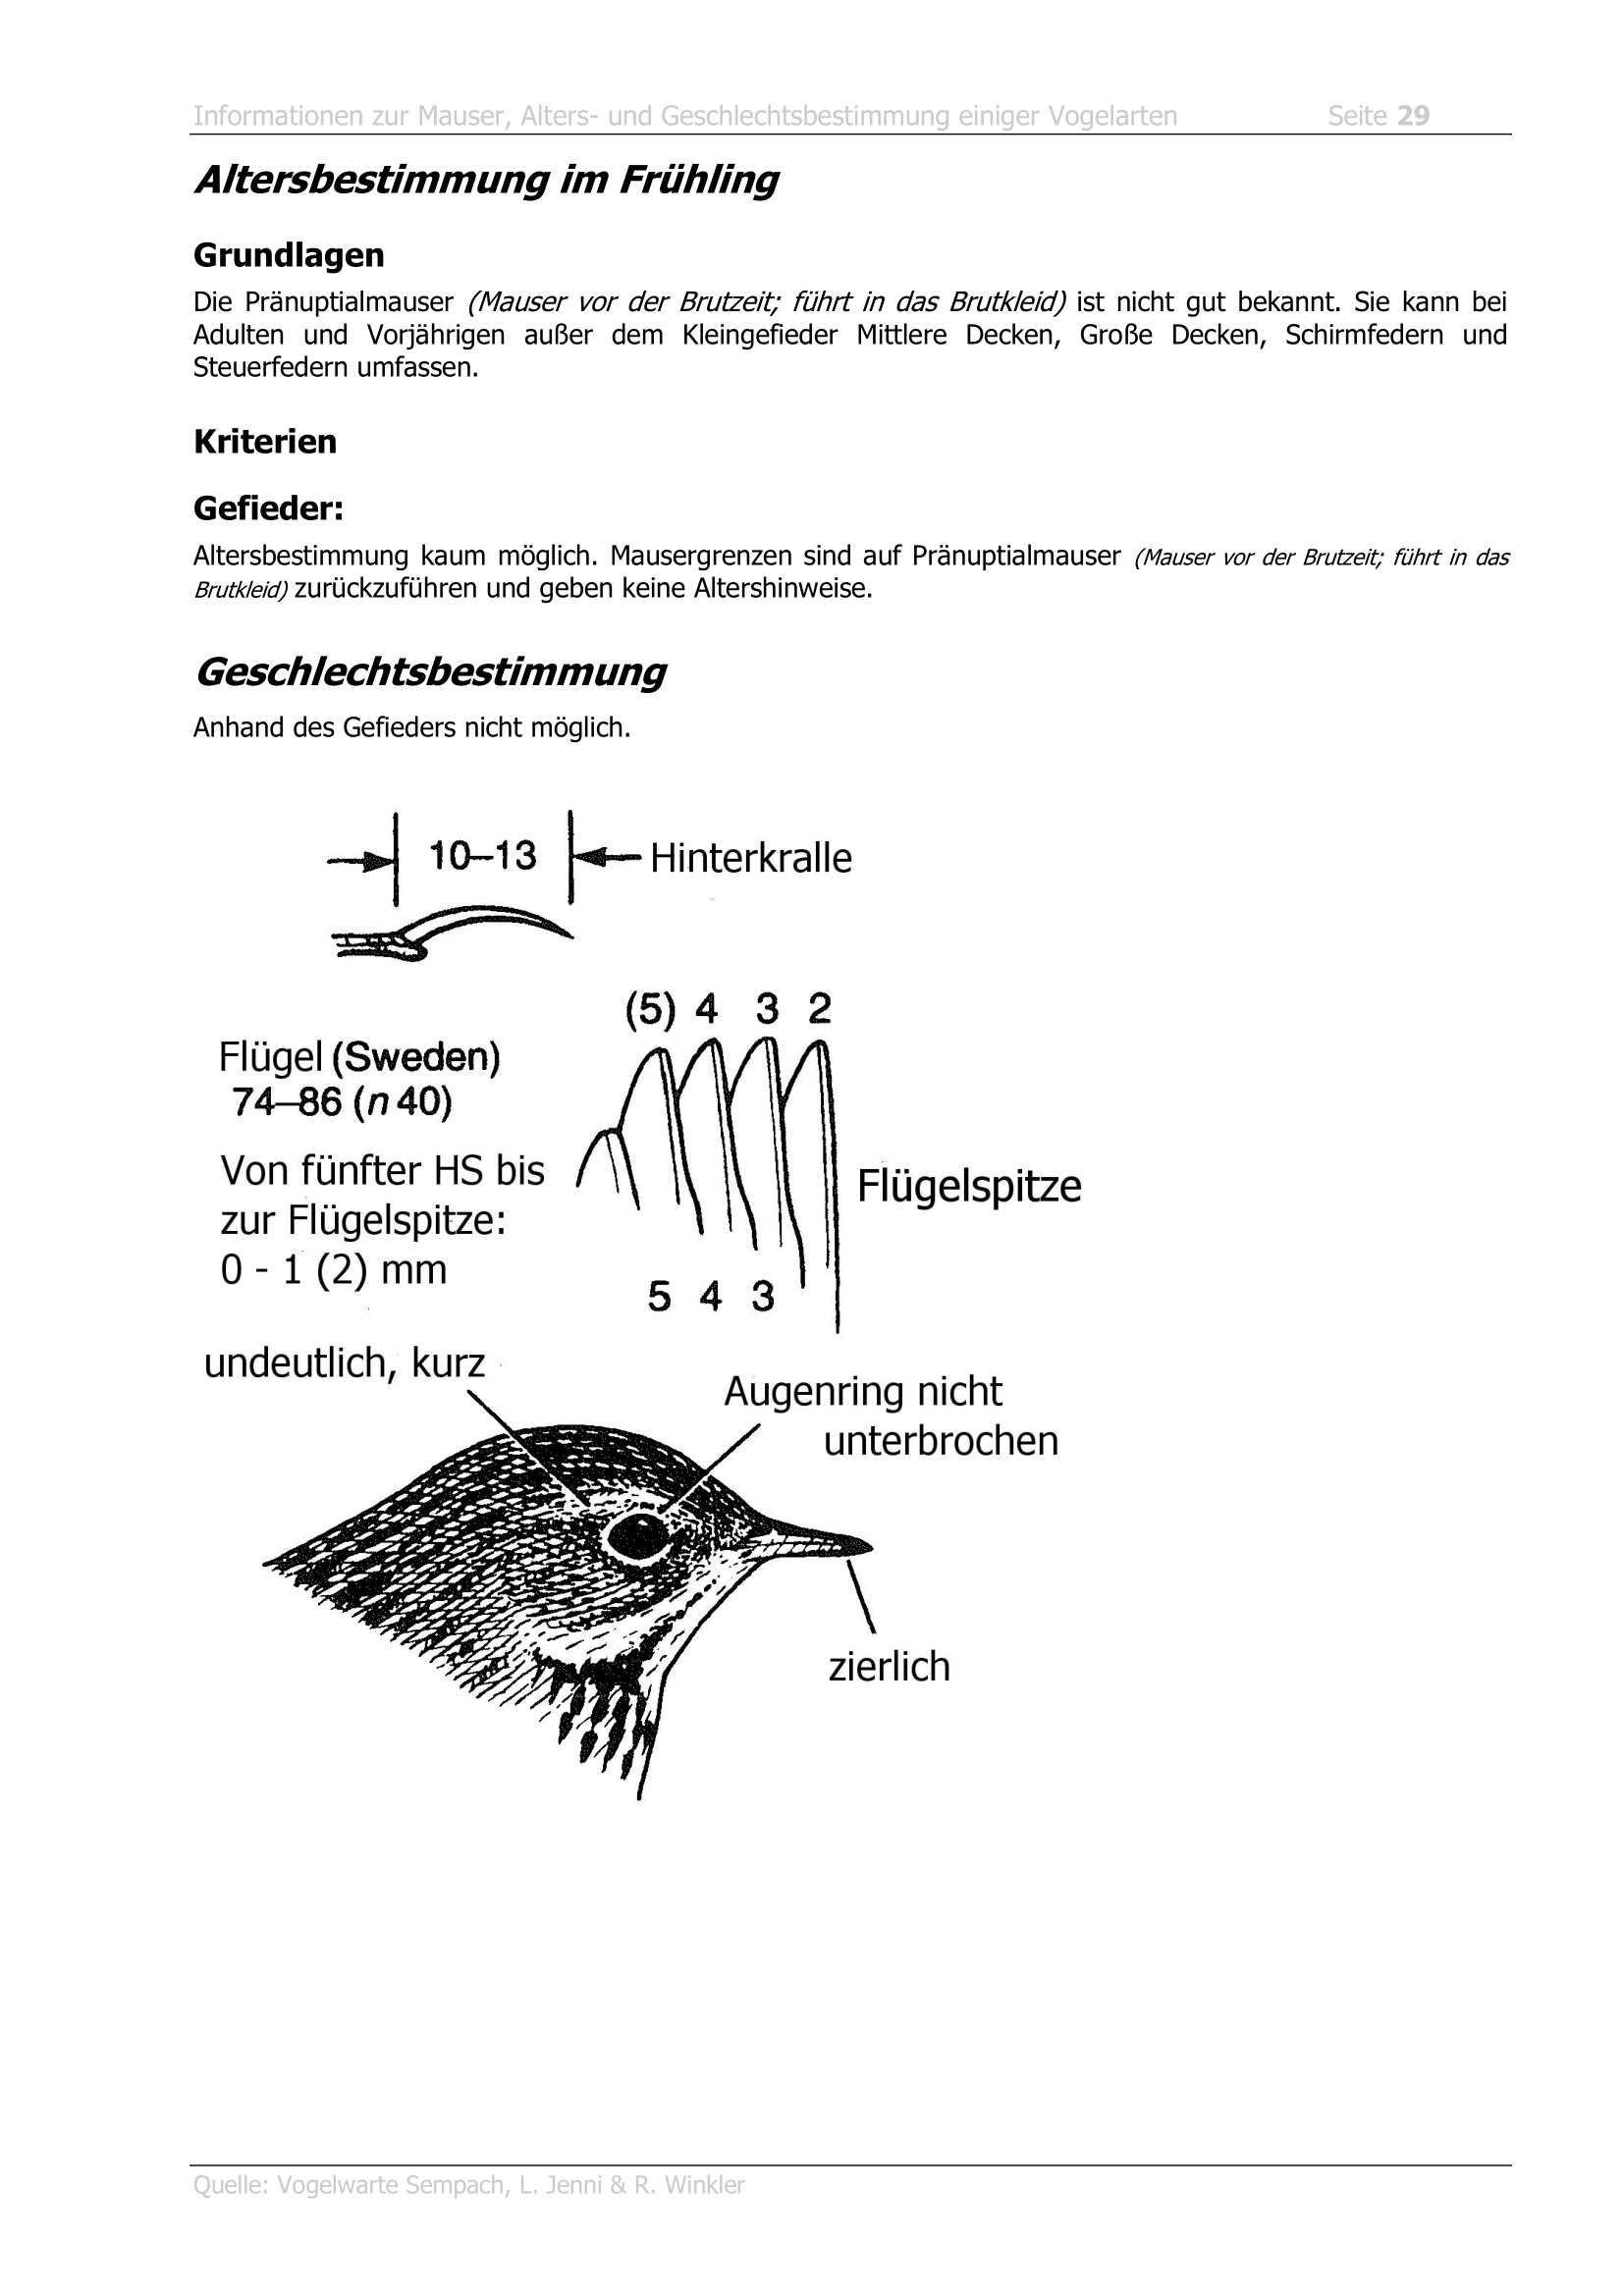 Informationen zur Mauser, Alters- und Geschlechtsbestimmung einiger Vogelarten Seite 29
Altersbestimmung im Frühling
Grundlagen
Die Pränuptialmauser (Mauser vor der Brutzeit; führt in das Brutkleid) ist nicht gut bekannt. Sie kann bei
Adulten und Vorjährigen außer dem Kleingefieder Mittlere Decken, Große Decken, Schirmfedern und
Steuerfedern umfassen.
Kriterien
Gefieder:
Altersbestimmung kaum möglich. Mausergrenzen sind auf Pränuptialmauser (Mauser vor der Brutzeit; führt in das
Brutkleid) zurückzuführen und geben keine Altershinweise.
Geschlechtsbestimmung
Anhand des Gefieders nicht möglich.
10–13 Hinterkralle
(5) 4 3 2
Flügel (Sweden)
74–86 (n 40)
Von fünfter HS bis
zur Flügelspitze:
0 - 1 (2) mm
Flügelspitze
5 4 3
undeutlich, kurz
Augenring nicht
unterbrochen
zierlich
Quelle: Vogelwarte Sempach, L. Jenni & R. Winkler